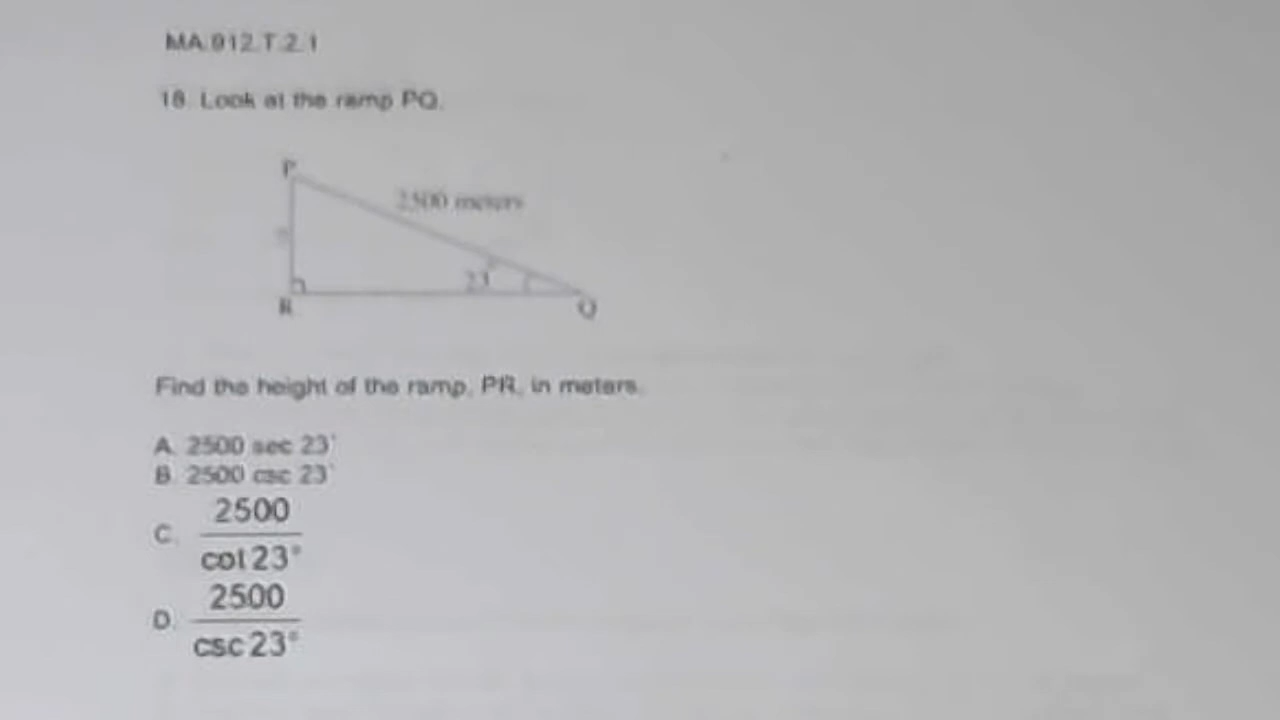 MA.912.T.2.1
18. Look at the ramp PQ.
P
2500 meters
?
23°
R
Q
Find the height of the ramp, PR, in meters.
A. 2500 sec 23°
B. 2500 csc 23°
C. 2500
cot 23°
D. 2500
csc 23°